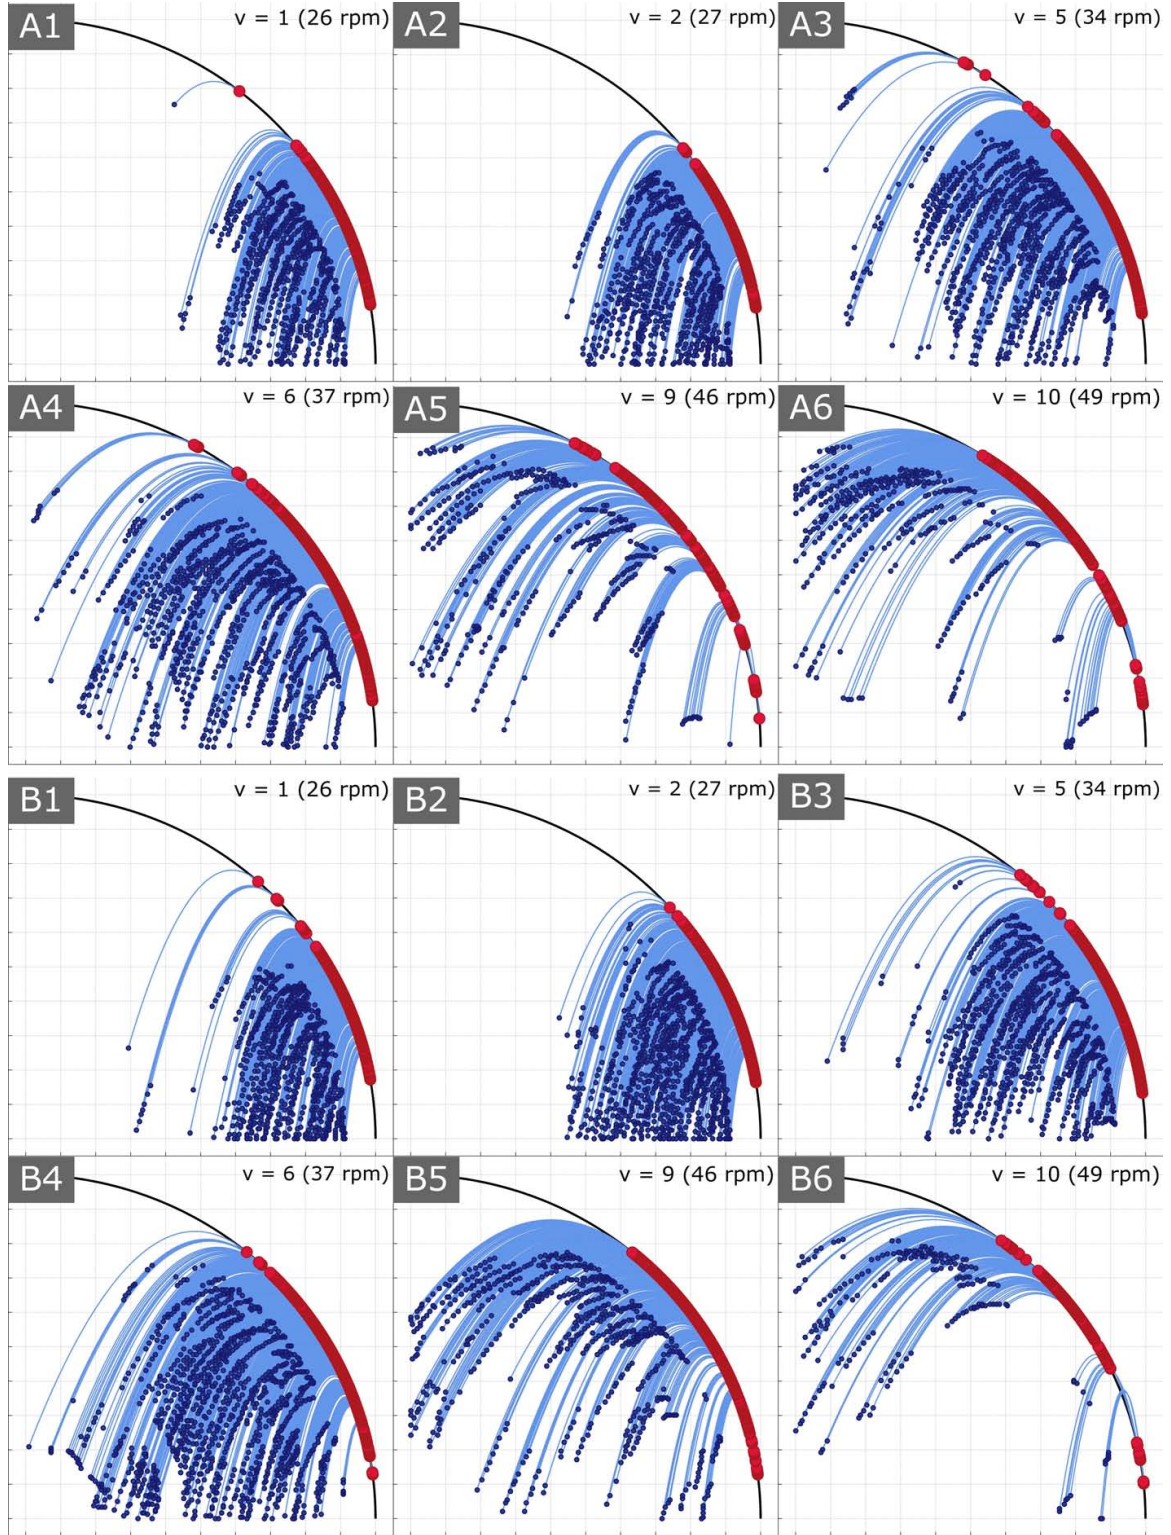 A1 v = 1 (26 rpm)
A2 v = 2 (27 rpm)
A3 v = 5 (34 rpm)
A4 v = 6 (37 rpm)
A5 v = 9 (46 rpm)
A6 v = 10 (49 rpm)
B1 v = 1 (26 rpm)
B2 v = 2 (27 rpm)
B3 v = 5 (34 rpm)
B4 v = 6 (37 rpm)
B5 v = 9 (46 rpm)
B6 v = 10 (49 rpm)